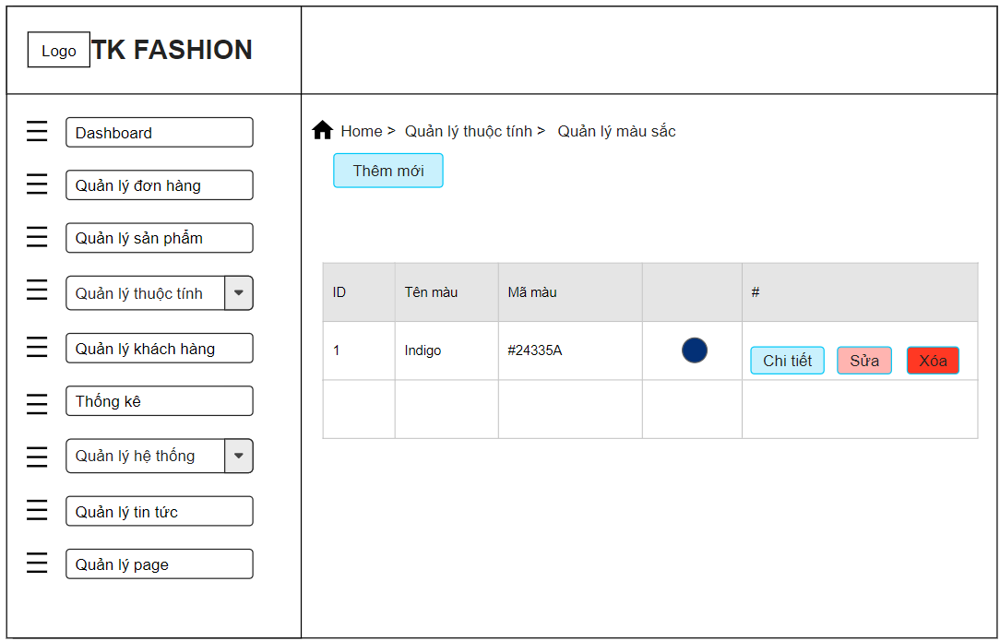 Logo TK FASHION
Dashboard
Quản lý đơn hàng
Quản lý sản phẩm
Quản lý thuộc tính
Quản lý khách hàng
Thống kê
Quản lý hệ thống
Quản lý tin tức
Quản lý page
Home > Quản lý thuộc tính > Quản lý màu sắc
Thêm mới
ID Tên màu Mã màu #
1 Indigo #24335A Chi tiết Sửa Xóa